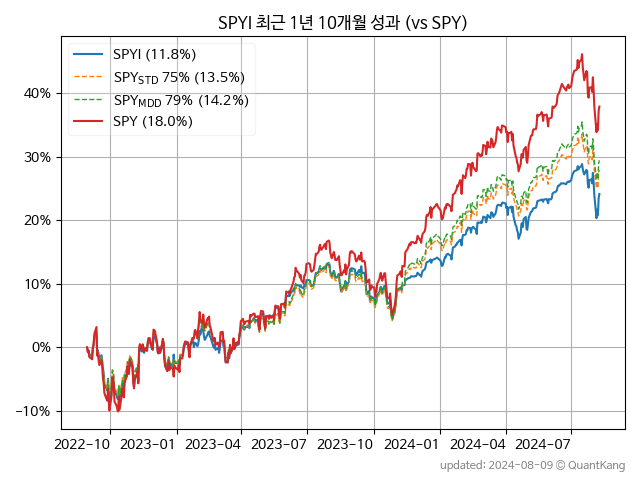 SPYI 최근 1년 10개월 성과 (vs SPY)
SPYI (11.8%)
SPY_STD 75% (13.5%)
SPY_MDD 79% (14.2%)
SPY (18.0%)
40%
30%
20%
10%
0%
−10%
2022-10 2023-01 2023-04 2023-07 2023-10 2024-01 2024-04 2024-07
updated: 2024-08-09 © QuantKang